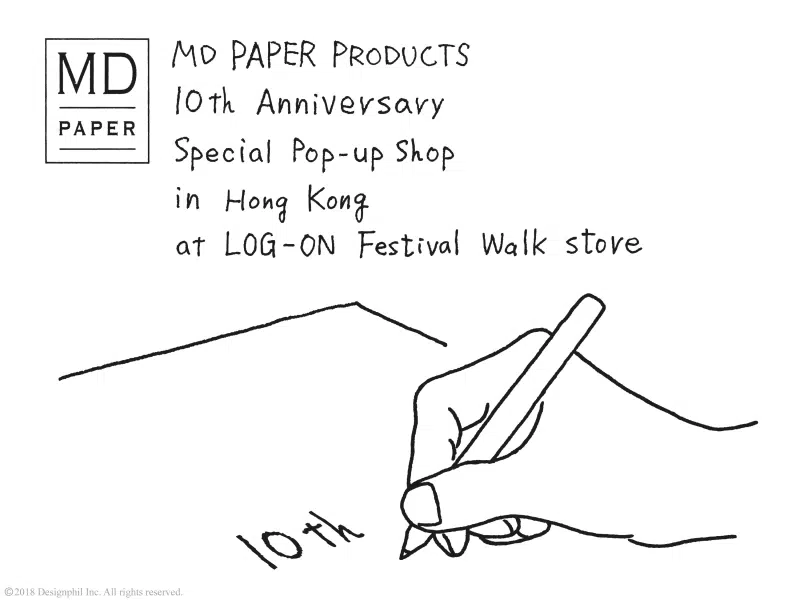 MD
PAPER
MD PAPER PRODUCTS
10th Anniversary
Special Pop-up Shop
in Hong Kong
at LOG-ON Festival Walk store
10th
©2018 Designphil Inc. All rights reserved.